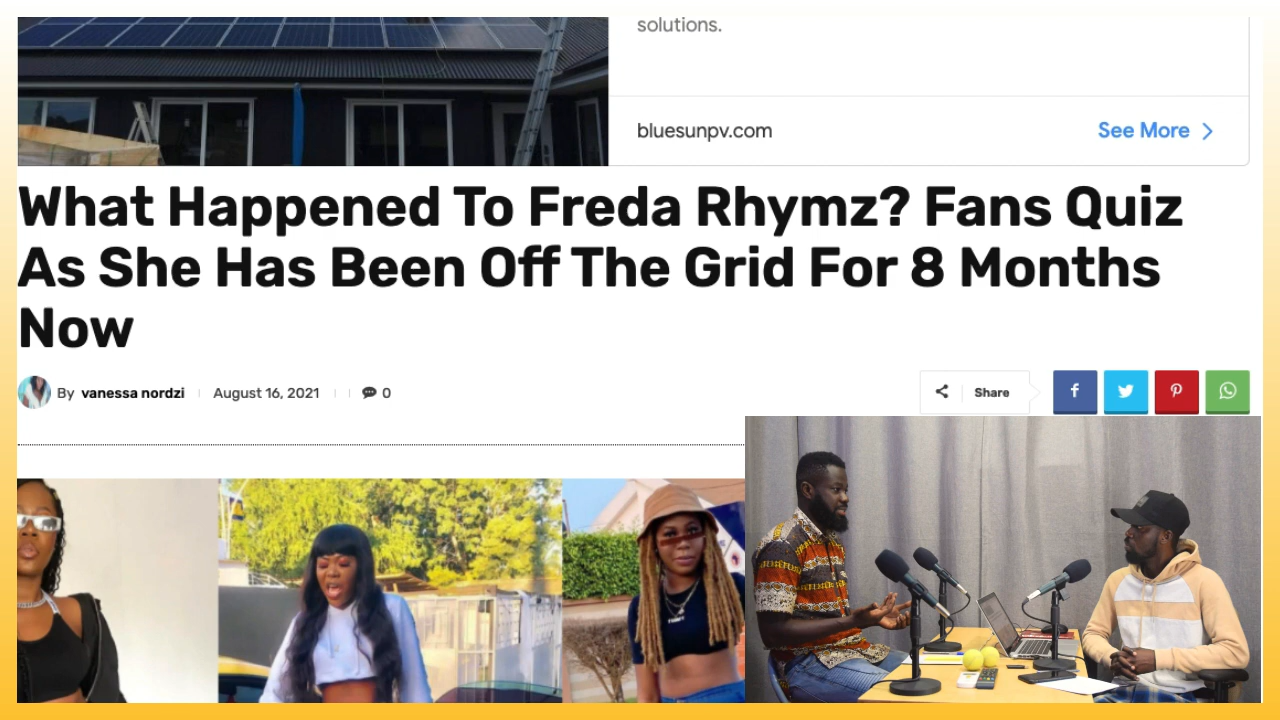 solutions.
bluesunpv.com
See More
What Happened To Freda Rhymz? Fans Quiz
As She Has Been Off The Grid For 8 Months
Now
By vanessa nordzi
August 16, 2021
0
Share